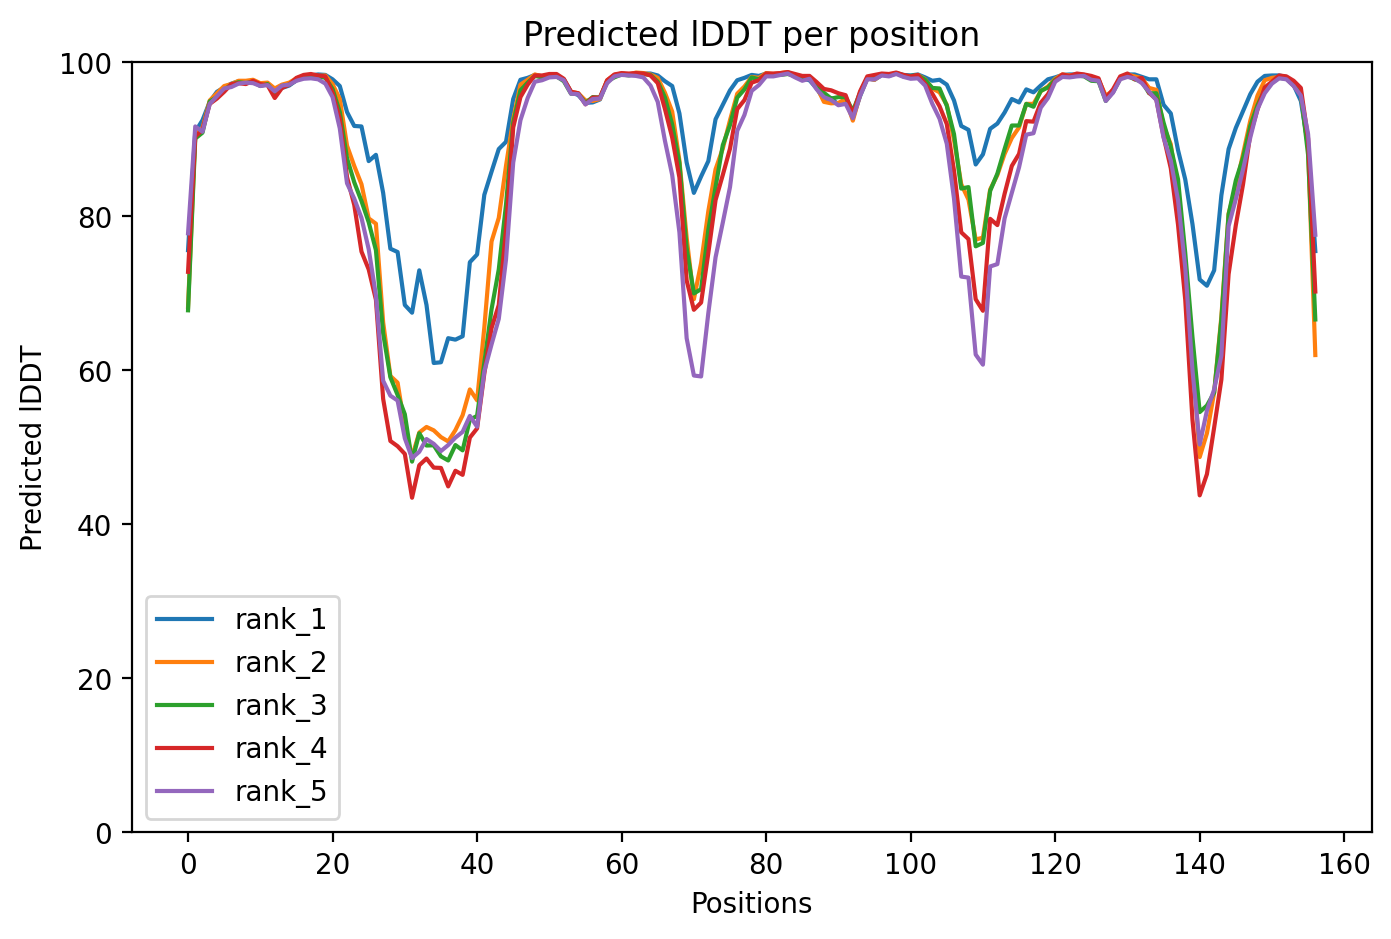 Predicted lDDT per position
100
80
60
40
20
0
Predicted lDDT
rank_1
rank_2
rank_3
rank_4
rank_5
0 20 40 60 80 100 120 140 160
Positions